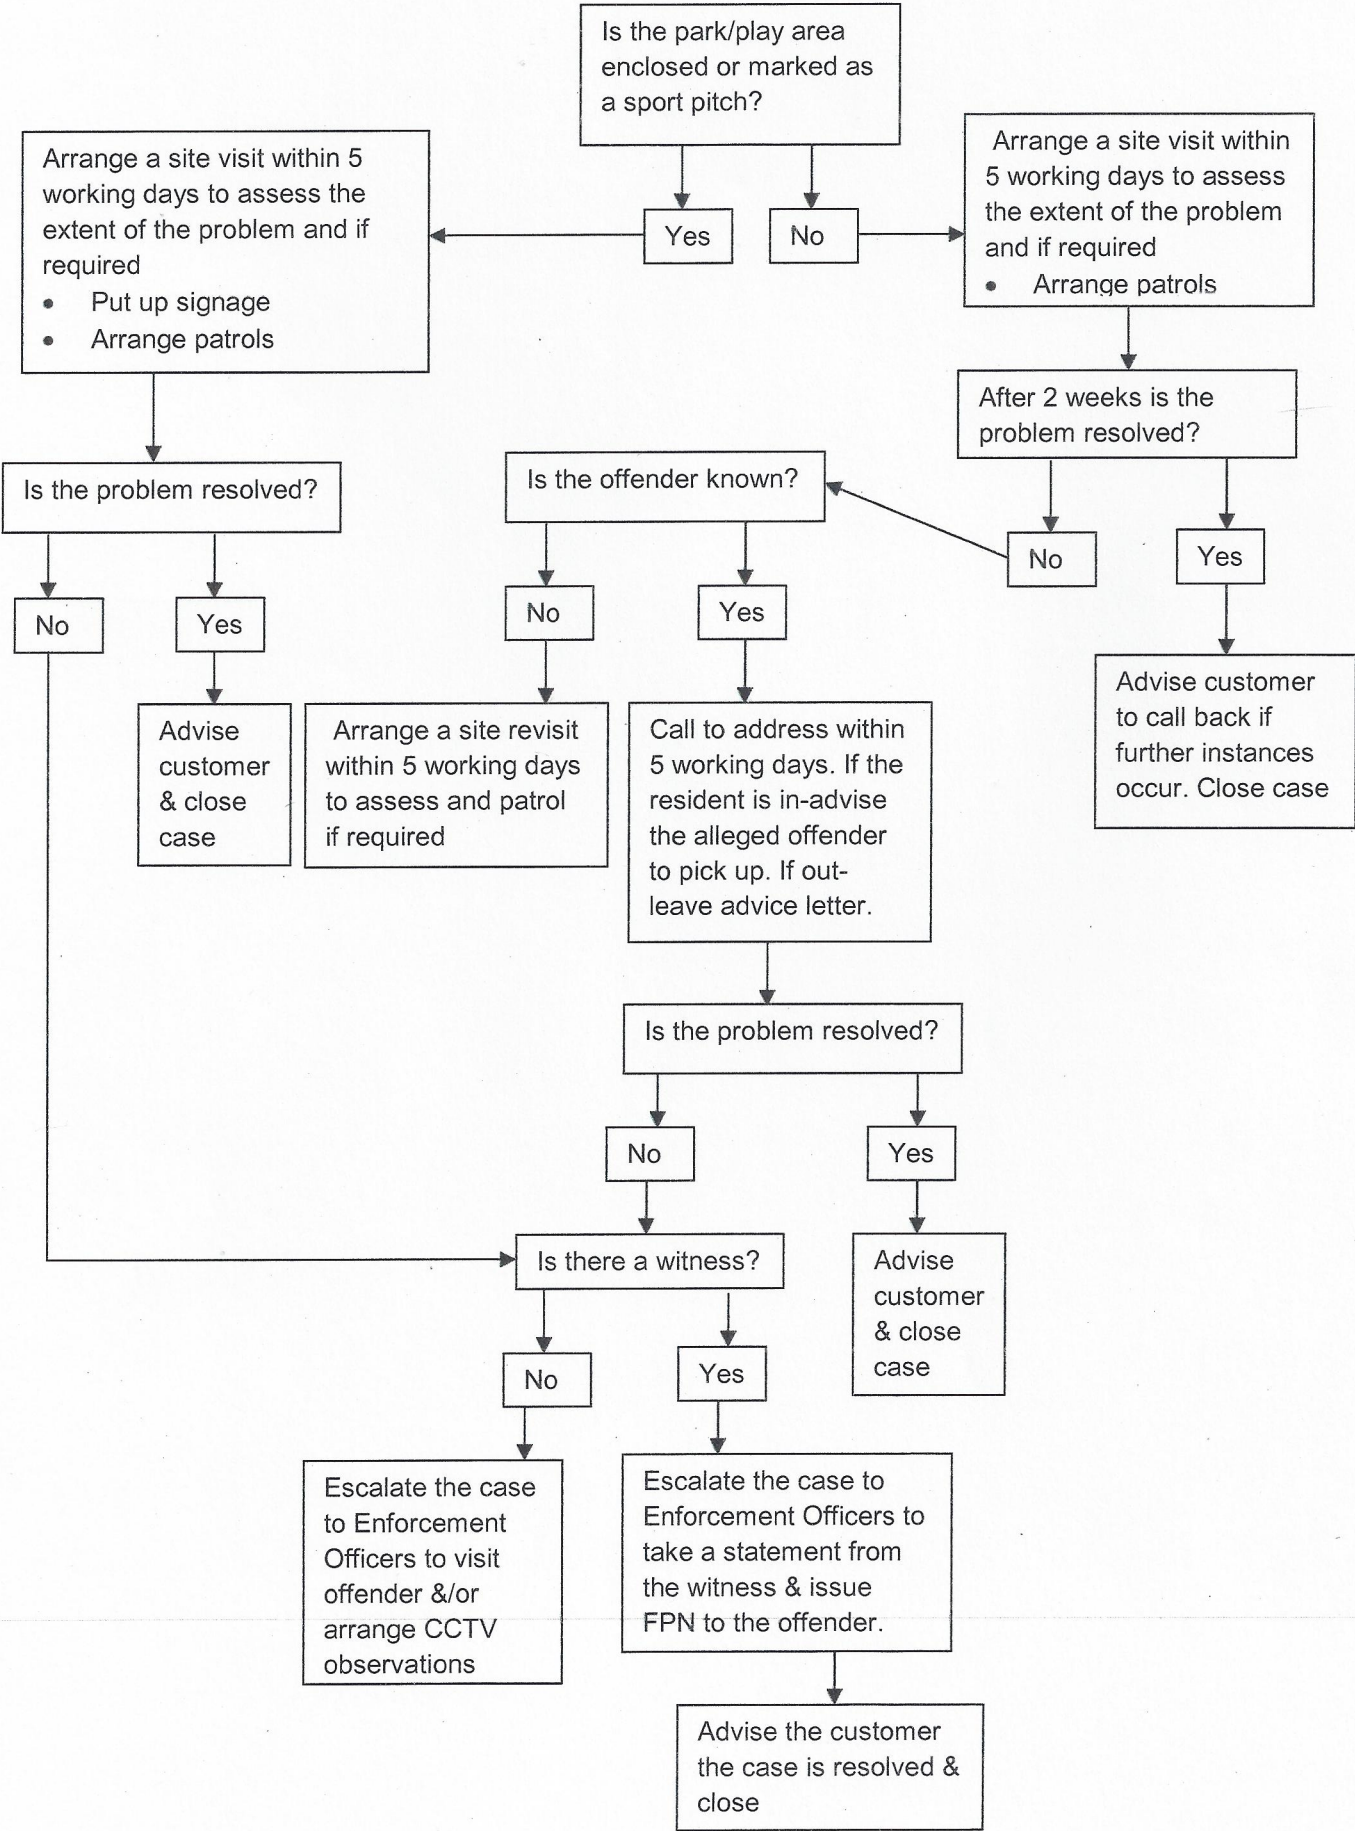 Is the park/play area
enclosed or marked as
a sport pitch?
Yes
No
Arrange a site visit within 5
working days to assess the
extent of the problem and if
required
• Put up signage
• Arrange patrols
Arrange a site visit within
5 working days to assess
the extent of the problem
and if required
• Arrange patrols
After 2 weeks is the
problem resolved?
No
Yes
Is the problem resolved?
No
Yes
Is the offender known?
No
Yes
Advise
customer
& close
case
Arrange a site revisit
within 5 working days
to assess and patrol
if required
Call to address within
5 working days. If the
resident is in-advise
the alleged offender
to pick up. If out-
leave advice letter.
Advise customer
to call back if
further instances
occur. Close case
Is the problem resolved?
No
Yes
Is there a witness?
Advise
customer
& close
case
No
Yes
Escalate the case
to Enforcement
Officers to visit
offender &/or
arrange CCTV
observations
Escalate the case to
Enforcement Officers to
take a statement from
the witness & issue
FPN to the offender.
Advise the customer
the case is resolved &
close